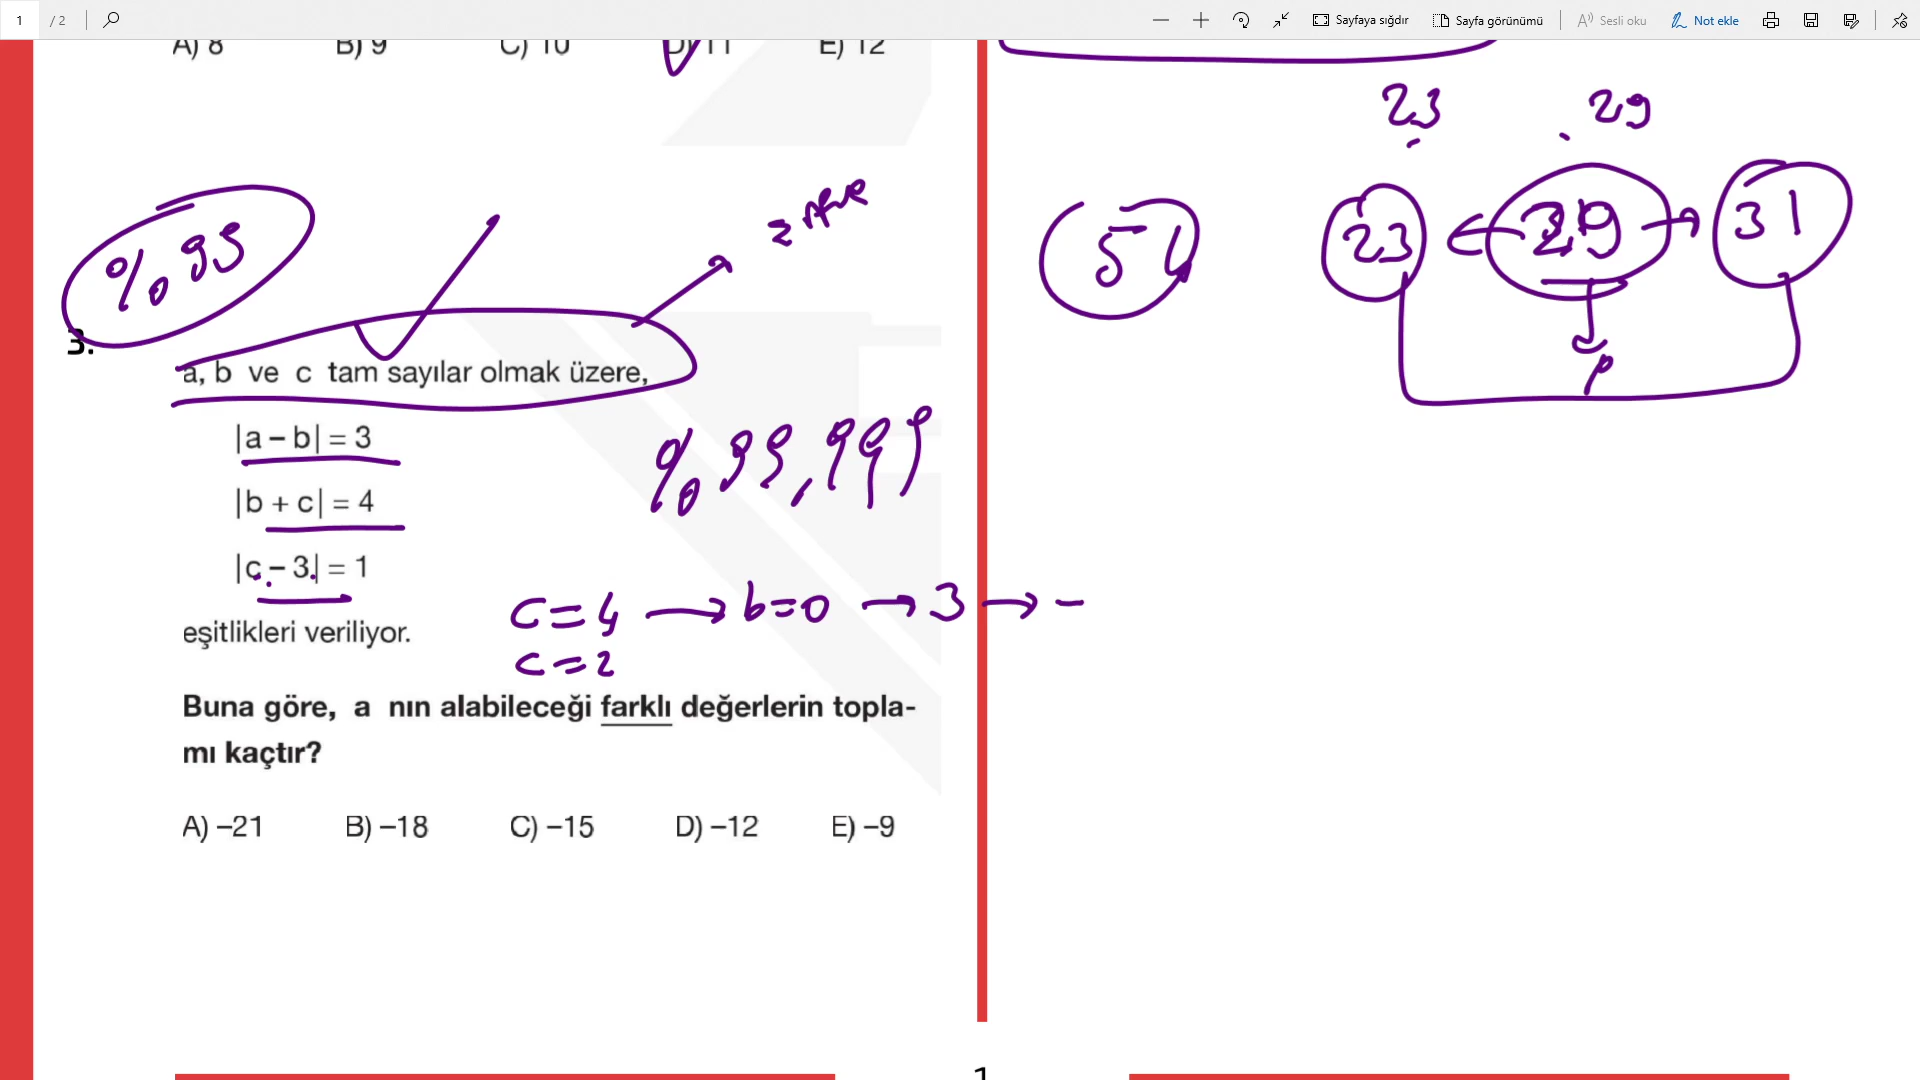 1 / 2 Sayfaya sığdır Sayfa görünümü Sesli oku Not ekle
A) 8 B) 9 C) 10 D) 11 E) 12
%99
3.
a, b ve c tam sayılar olmak üzere,
|a – b| = 3
|b + c| = 4
|c – 3| = 1
%99,999
c=4 → b=0 → 3 → -
c=2
eşitlikleri veriliyor.
Buna göre, a nın alabileceği farklı değerlerin topla-
mı kaçtır?
A) –21 B) –18 C) –15 D) –12 E) –9
23 29
23 29 31
P
1